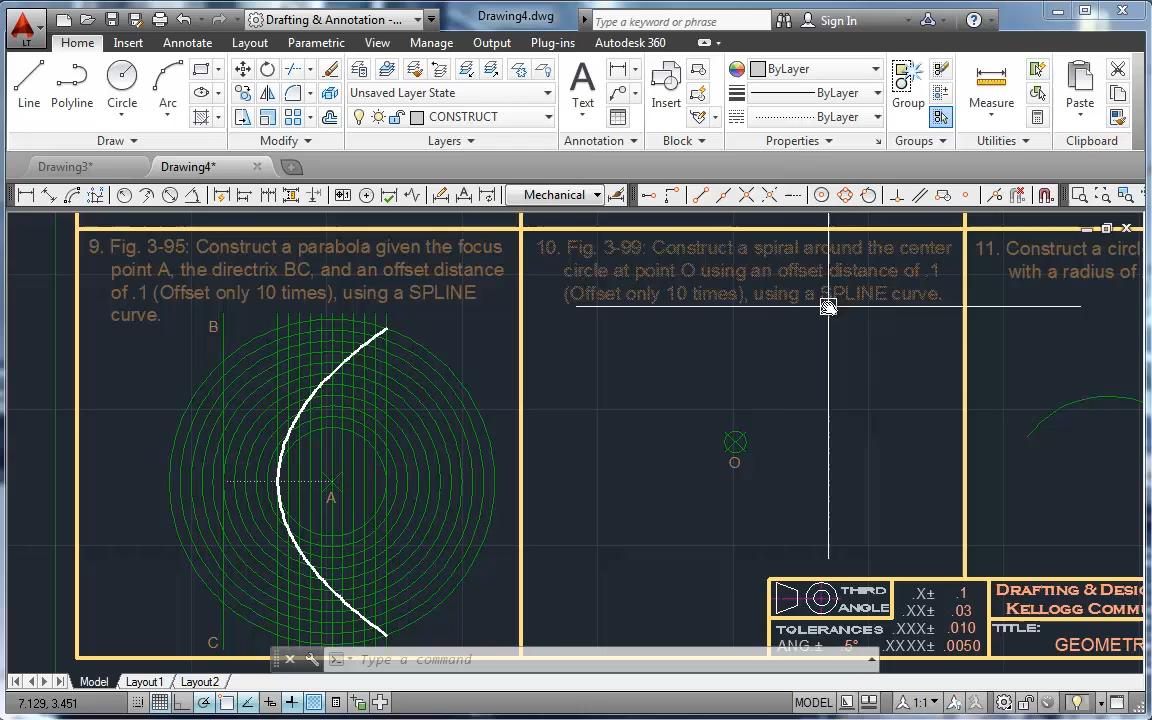 Drafting & Annotation -...
Drawing4.dwg
Type a keyword or phrase
Sign In
LT
Home Insert Annotate Layout Parametric View Manage Output Plug-ins Autodesk 360
Line Polyline Circle Arc
Unsaved Layer State
CONSTRUCT
Text
Insert
ByLayer
ByLayer
ByLayer
Group
Measure
Paste
Draw Modify Layers Annotation Block Properties Groups Utilities Clipboard
Drawing3* Drawing4*
Mechanical
9. Fig. 3-95: Construct a parabola given the focus
point A, the directrix BC, and an offset distance
of .1 (Offset only 10 times), using a SPLINE
curve.
B
A
C
10. Fig. 3-99: Construct a spiral around the center
circle at point O using an offset distance of .1
(Offset only 10 times), using a SPLINE curve.
O
11. Construct a circl
with a radius of
THIRD
ANGLE
TOLERANCES
ANG.± .5°
.X± .1
.XX± .03
.XXX± .010
.XXXX± .0050
DRAFTING & DESI
KELLOGG COMMU
TITLE:
GEOMETR
Type a command
Model Layout1 Layout2
7.129, 3.451
MODEL
1:1